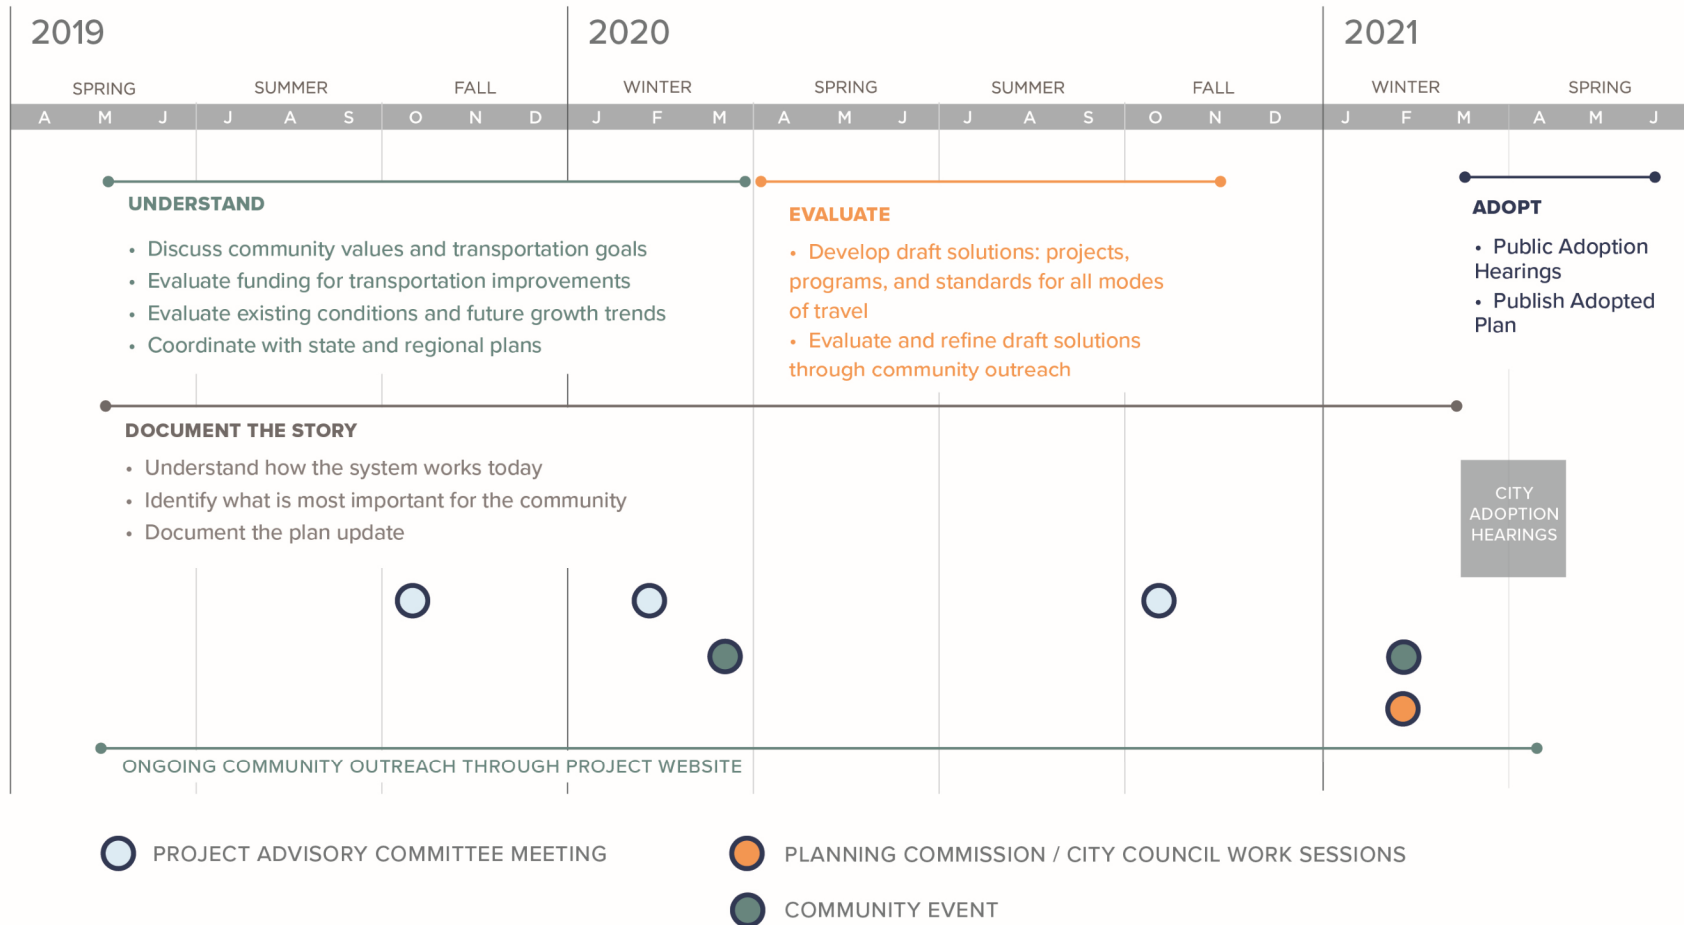 2019
2020
2021
SPRING SUMMER FALL WINTER SPRING SUMMER FALL WINTER SPRING
A M J J A S O N D J F M A M J J A S O N D J F M A M J
UNDERSTAND
• Discuss community values and transportation goals
• Evaluate funding for transportation improvements
• Evaluate existing conditions and future growth trends
• Coordinate with state and regional plans
EVALUATE
• Develop draft solutions: projects,
programs, and standards for all modes
of travel
• Evaluate and refine draft solutions
through community outreach
ADOPT
• Public Adoption
Hearings
• Publish Adopted
Plan
DOCUMENT THE STORY
• Understand how the system works today
• Identify what is most important for the community
• Document the plan update
CITY
ADOPTION
HEARINGS
ONGOING COMMUNITY OUTREACH THROUGH PROJECT WEBSITE
PROJECT ADVISORY COMMITTEE MEETING
PLANNING COMMISSION / CITY COUNCIL WORK SESSIONS
COMMUNITY EVENT